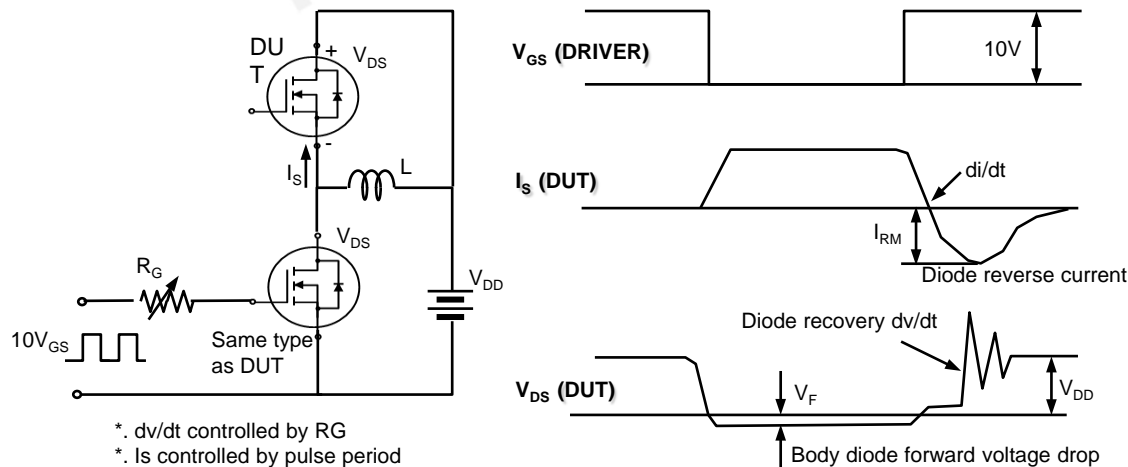 DU
T
+
V_DS
-
I_S
L
V_DS
R_G
V_DD
10V_GS
Same type
as DUT
*. dv/dt controlled by RG
*. Is controlled by pulse period
V_GS (DRIVER)
10V
I_S (DUT)
di/dt
I_RM
Diode reverse current
Diode recovery dv/dt
V_DS (DUT)
V_F
V_DD
Body diode forward voltage drop